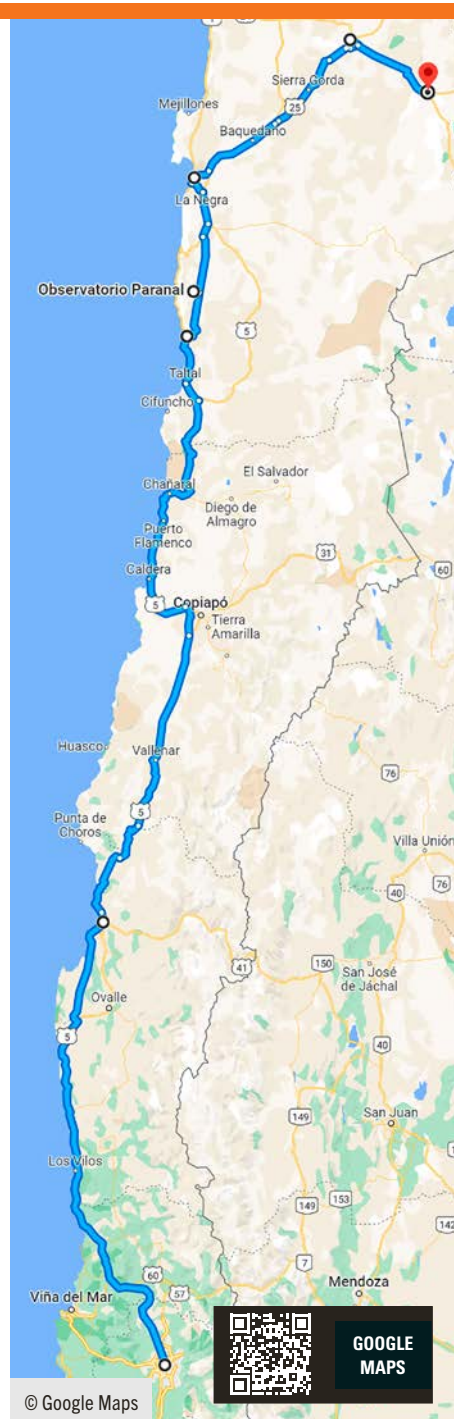 1
5
Sierra Gorda
Mejillones
25
Baquedano
La Negra
Observatorio Paranal
5
Taltal
Cifuncho
El Salvador
Chañaral
Diego de
Almagro
Puerto
Flamenco
31
Caldera
60
5
Copiapó
Tierra
Amarilla
Huasco
Vallenar
76
5
Punta de
Choros
Villa Unión
76
40
41
150
San José
de Jáchal
Ovalle
5
40
149
San Juan
Los Vilos
149
153
142
7
60
57
Viña del Mar
Mendoza
GOOGLE
MAPS
© Google Maps